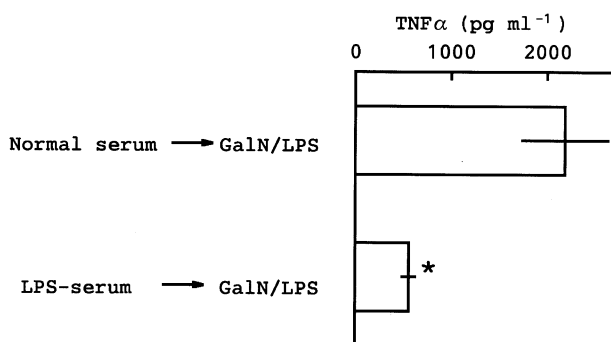 TNFα (pg ml⁻¹)
0 1000 2000
Normal serum → GalN/LPS
LPS-serum → GalN/LPS
*